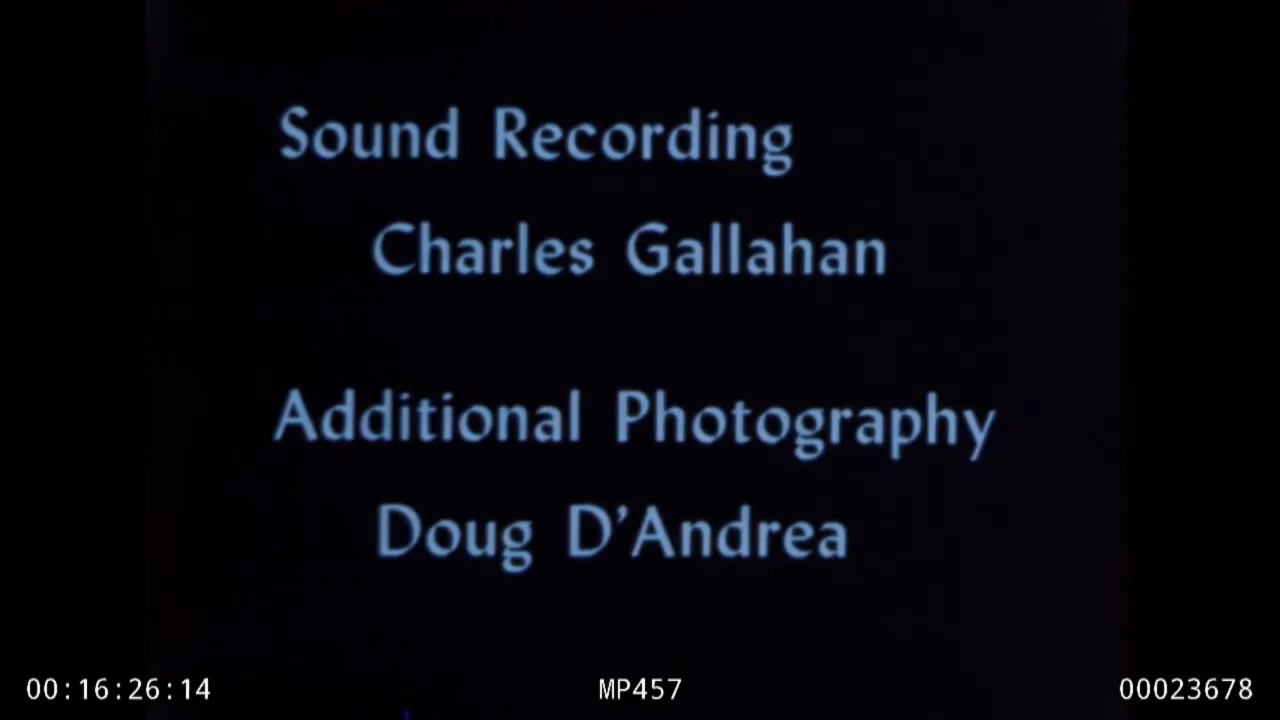 Sound Recording
Charles Gallahan
Additional Photography
Doug D'Andrea
00:16:26:14 MP457 00023678